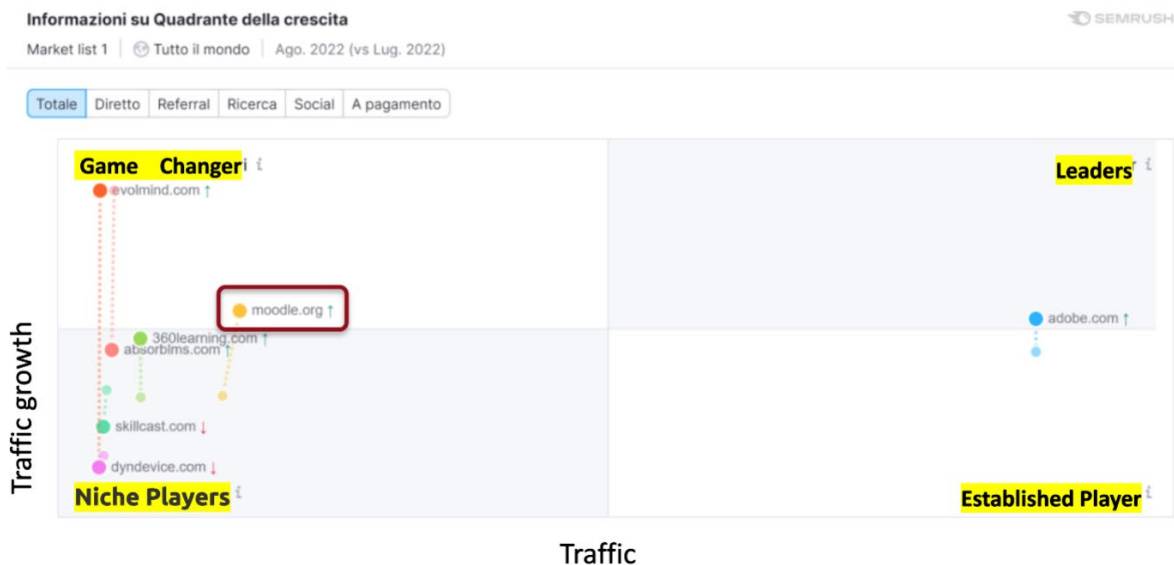 Informazioni su Quadrante della crescita
SEMRUSH
Market list 1 Tutto il mondo Ago. 2022 (vs Lug. 2022)
Totale Diretto Referral Ricerca Social A pagamento
Game Changer
Leaders
evolmind.com ↑
moodle.org ↑
adobe.com ↑
360learning.com ↑
absorblms.com ↑
skillcast.com ↓
dyndevice.com ↓
Niche Players
Established Player
Traffic growth
Traffic